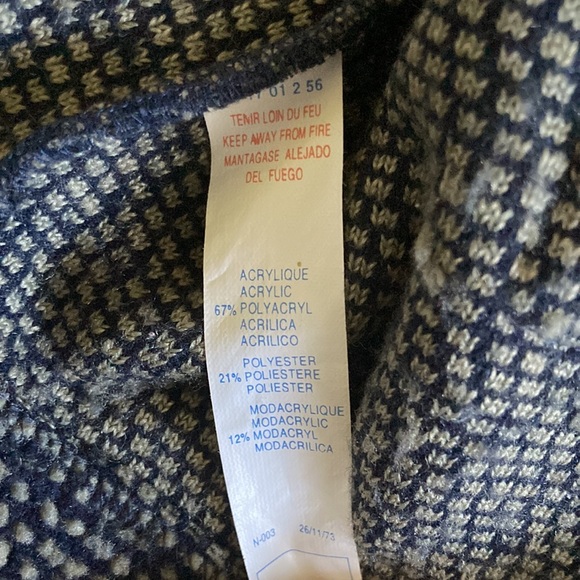 01 2 56
TENIR LOIN DU FEU
KEEP AWAY FROM FIRE
MANTAGASE ALEJADO
DEL FUEGO
ACRYLIQUE
ACRYLIC
67% POLYACRYL
ACRILICA
ACRILICO
POLYESTER
21% POLIESTERE
POLIESTER
MODACRYLIQUE
MODACRYLIC
12% MODACRYL
MODACRILICA
N-003 26/11/73